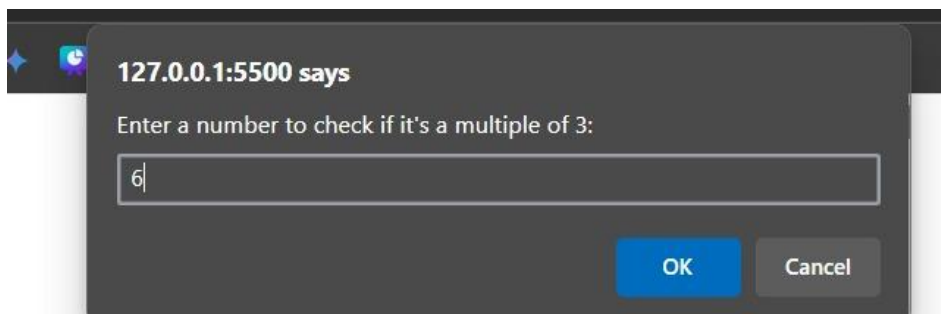 127.0.0.1:5500 says
Enter a number to check if it's a multiple of 3:
6
OK Cancel